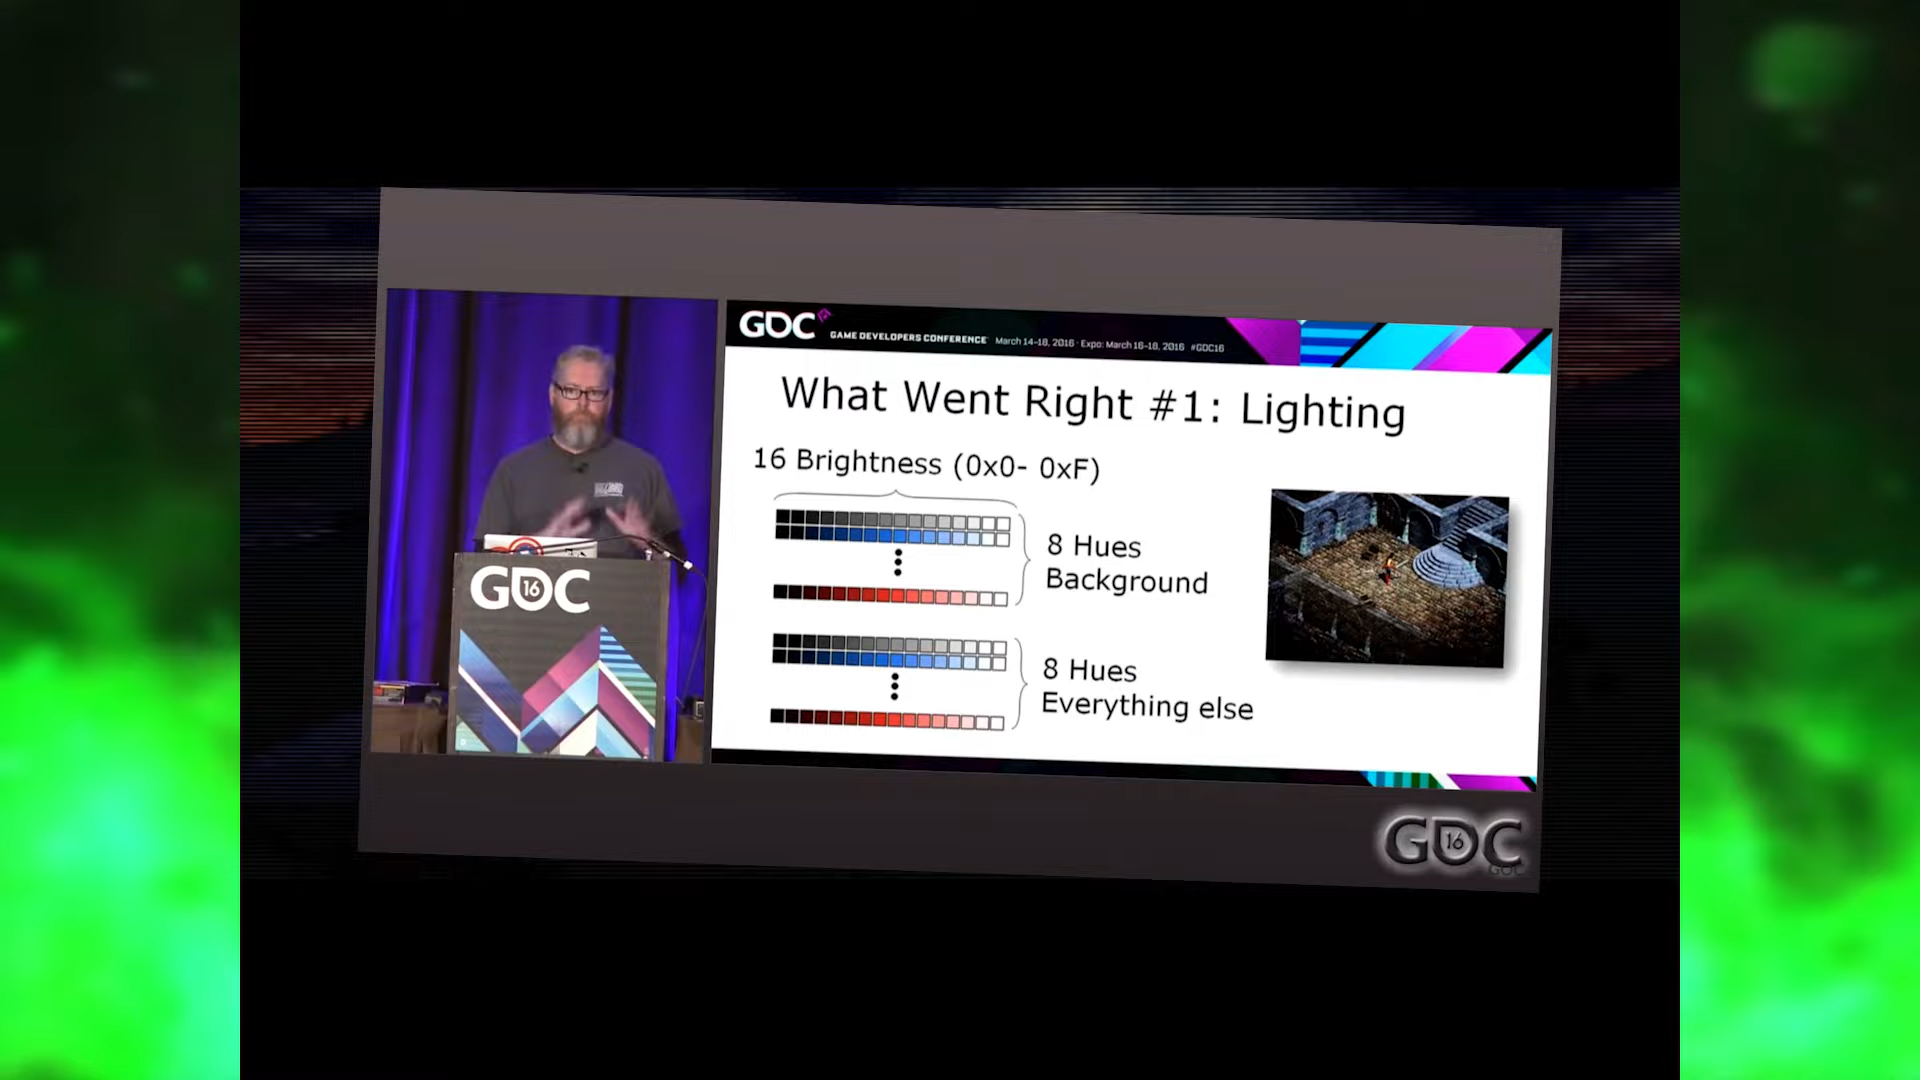 GDC
GAME DEVELOPERS CONFERENCE March 14-18, 2016 · Expo: March 16-18, 2016 #GDC16
What Went Right #1: Lighting
16 Brightness (0x0- 0xF)
8 Hues
Background
8 Hues
Everything else
GDC
16
GDC
16